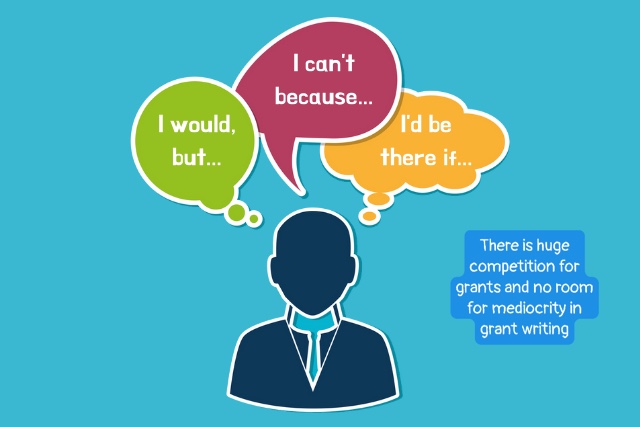 I would,
but...
I can't
because...
I'd be
there if...
There is huge
competition for
grants and no room
for mediocrity in
grant writing